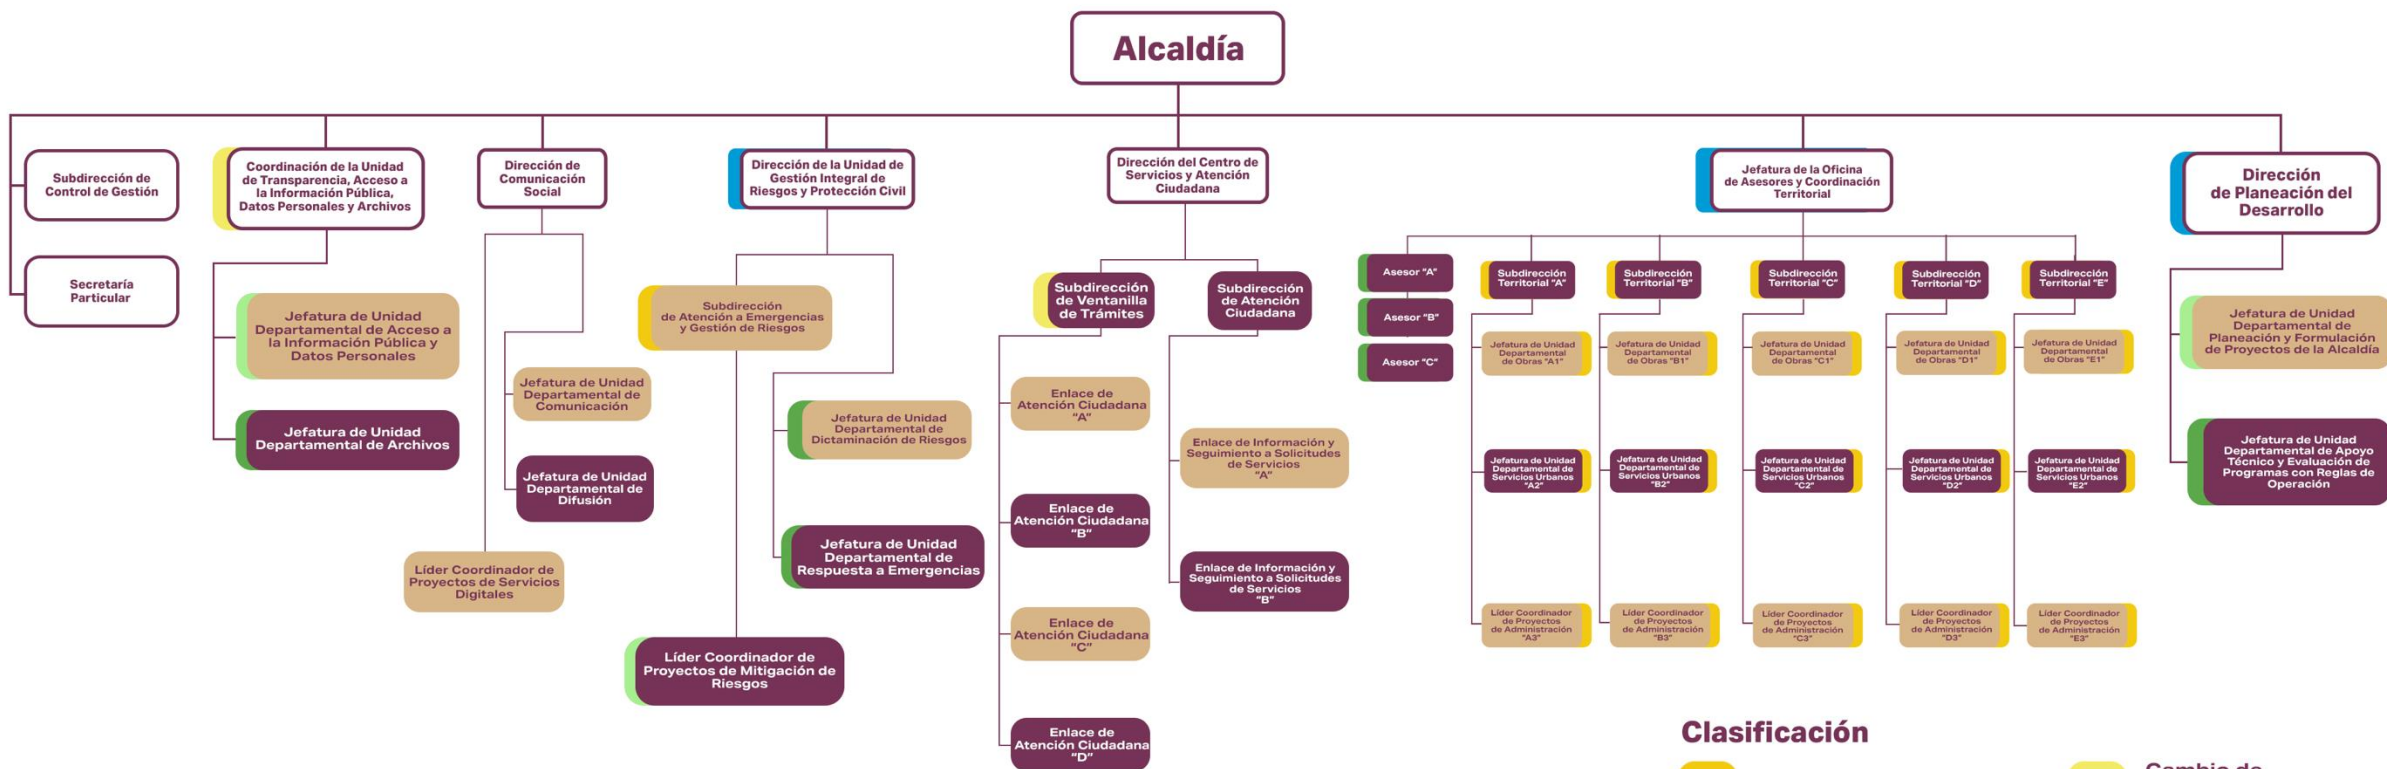 Alcaldía
Subdirección de
Control de Gestión
Secretaría
Particular
Coordinación de la Unidad
de Transparencia, Acceso a
la Información Pública,
Datos Personales y Archivos
Jefatura de Unidad
Departamental de Acceso a
la Información Pública y
Datos Personales
Jefatura de Unidad
Departamental de Archivos
Dirección de
Comunicación
Social
Jefatura de Unidad
Departamental de
Comunicación
Jefatura de Unidad
Departamental de
Difusión
Líder Coordinador de
Proyectos de Servicios
Digitales
Dirección de la Unidad de
Gestión Integral de
Riesgos y Protección Civil
Subdirección
de Atención a Emergencias
y Gestión de Riesgos
Jefatura de Unidad
Departamental de
Dictaminación de Riesgos
Jefatura de Unidad
Departamental de
Respuesta a Emergencias
Líder Coordinador de
Proyectos de Mitigación de
Riesgos
Dirección del Centro de
Servicios y Atención
Ciudadana
Subdirección
de Ventanilla
de Trámites
Enlace de
Atención Ciudadana
"A"
Enlace de
Atención Ciudadana
"B"
Enlace de
Atención Ciudadana
"C"
Enlace de
Atención Ciudadana
"D"
Subdirección
de Atención
Ciudadana
Enlace de Información y
Seguimiento a Solicitudes
de Servicios
"A"
Enlace de Información y
Seguimiento a Solicitudes
de Servicios
"B"
Jefatura de la Oficina
de Asesores y Coordinación
Territorial
Asesor "A"
Asesor "B"
Asesor "C"
Subdirección
Territorial "A"
Jefatura de Unidad
Departamental
de Obras "A1"
Jefatura de Unidad
Departamental de
Servicios Urbanos
"A2"
Líder Coordinador
de Proyectos
de Administración
"A3"
Subdirección
Territorial "B"
Jefatura de Unidad
Departamental
de Obras "B1"
Jefatura de Unidad
Departamental de
Servicios Urbanos
"B2"
Líder Coordinador
de Proyectos
de Administración
"B3"
Subdirección
Territorial "C"
Jefatura de Unidad
Departamental
de Obras "C1"
Jefatura de Unidad
Departamental de
Servicios Urbanos
"C2"
Líder Coordinador
de Proyectos
de Administración
"C3"
Subdirección
Territorial "D"
Jefatura de Unidad
Departamental
de Obras "D1"
Jefatura de Unidad
Departamental de
Servicios Urbanos
"D2"
Líder Coordinador
de Proyectos
de Administración
"D3"
Subdirección
Territorial "E"
Jefatura de Unidad
Departamental
de Obras "E1"
Jefatura de Unidad
Departamental de
Servicios Urbanos
"E2"
Líder Coordinador
de Proyectos
de Administración
"E3"
Dirección
de Planeación del
Desarrollo
Jefatura de Unidad
Departamental de
Planeación y Formulación
de Proyectos de la Alcaldía
Jefatura de Unidad
Departamental de Apoyo
Técnico y Evaluación de
Programas con Reglas de
Operación
Clasificación
Cambio de